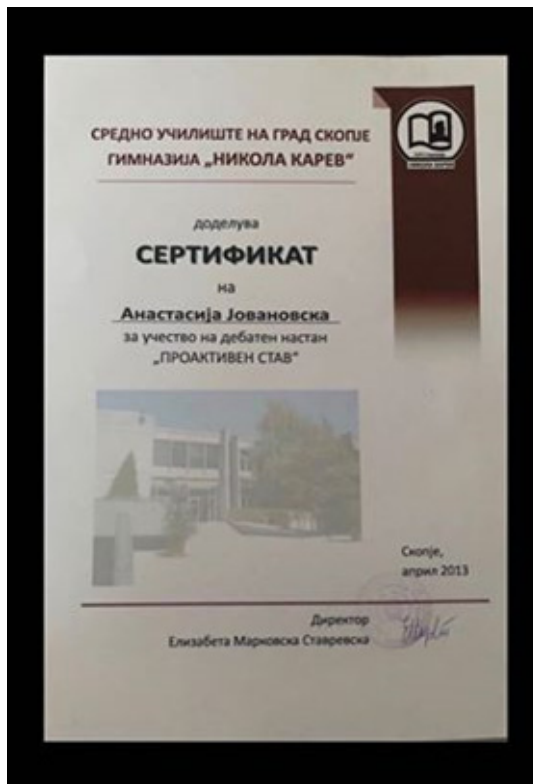 СРЕДНО УЧИЛИШТЕ НА ГРАД СКОПЈЕ
ГИМНАЗИЈА „НИКОЛА КАРЕВ“
доделува
СЕРТИФИКАТ
на
Анастасија Јовановска
за учество на дебатен настан
„ПРОАКТИВЕН СТАВ“
Скопје,
април 2013
Директор
Елизабета Марковска Ставревска